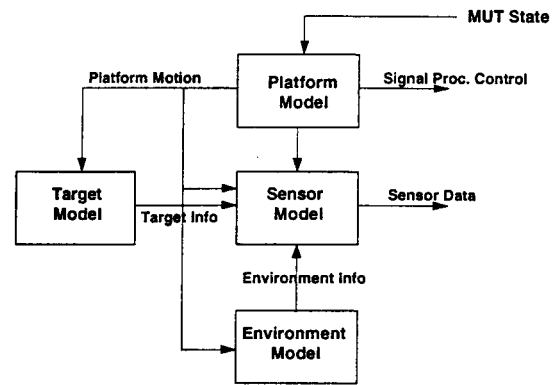 MUT State
Platform Motion
Platform
Model
Signal Proc. Control
Target
Model
Target Info
Sensor
Model
Sensor Data
Environment Info
Environment
Model